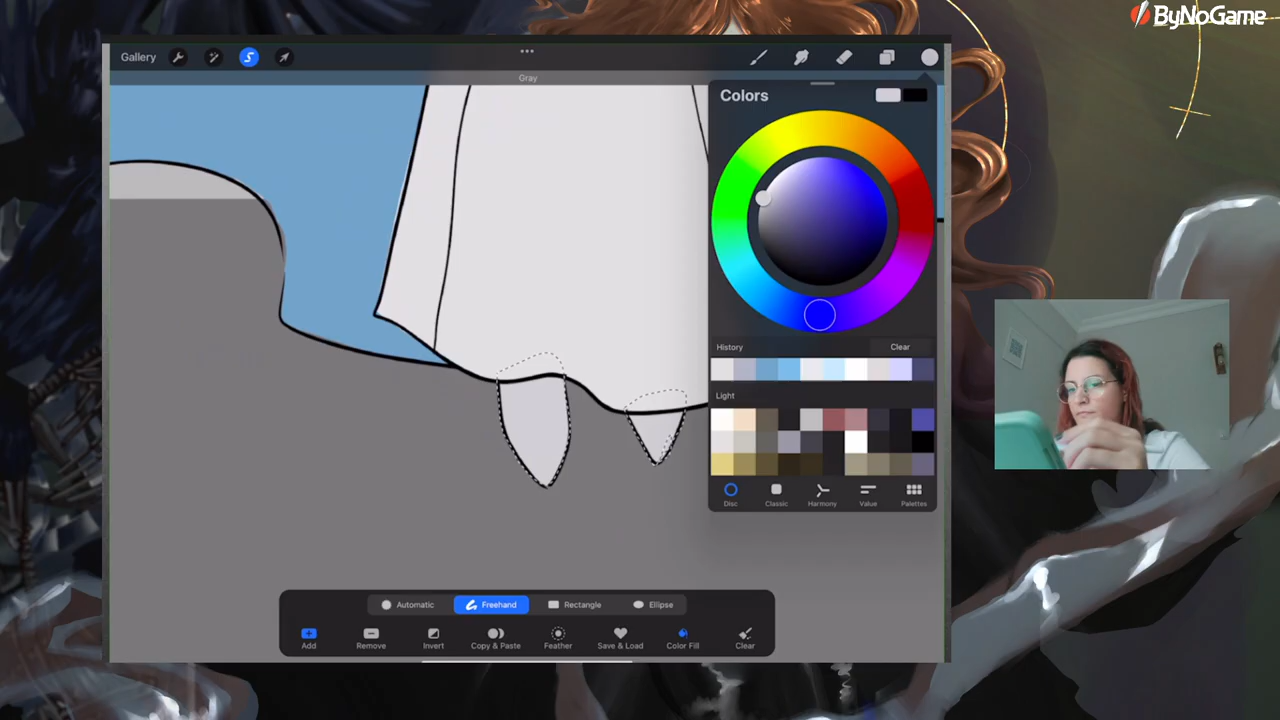 ByNoGame
Gallery
Gray
Colors
History
Clear
Light
Disc
Classic
Harmony
Value
Palettes
Automatic
Freehand
Rectangle
Ellipse
Add
Remove
Invert
Copy & Paste
Feather
Save & Load
Color Fill
Clear